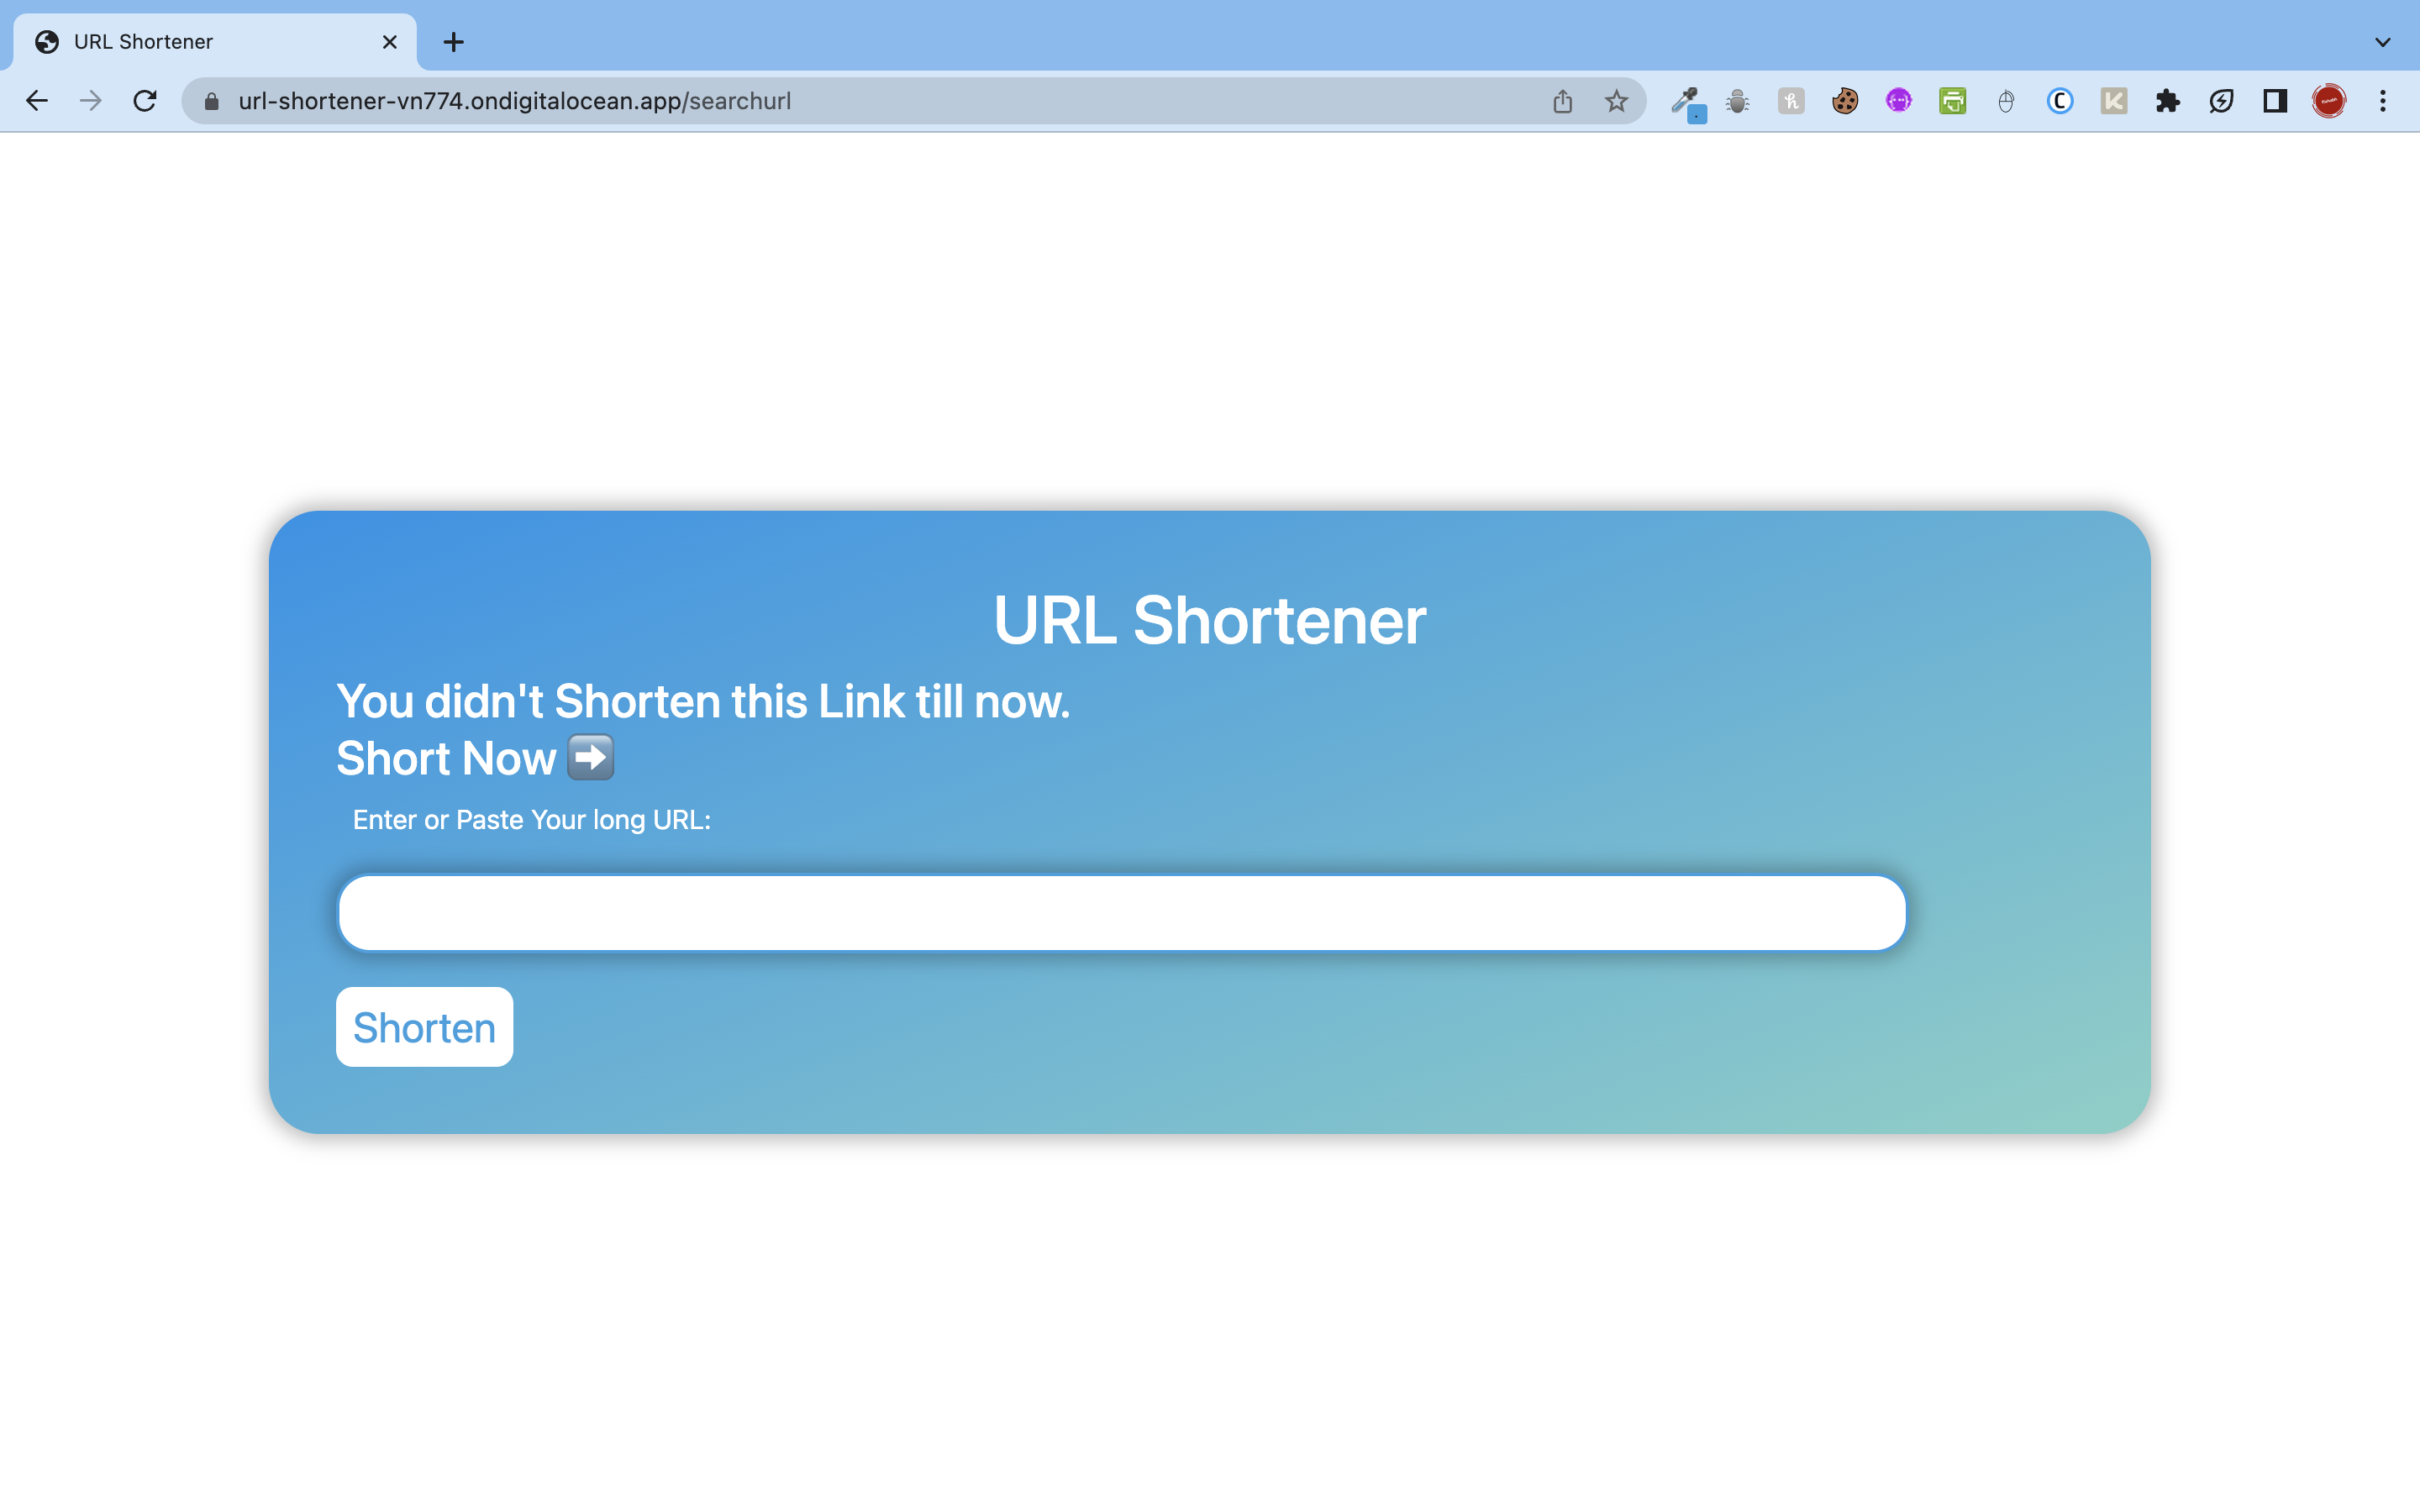 URL Shortener
url-shortener-vn774.ondigitalocean.app/searchurl
URL Shortener
You didn't Shorten this Link till now.
Short Now ➡️
Enter or Paste Your long URL:
Shorten